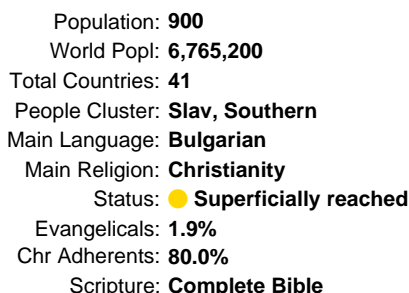 Population: 900
World Popl: 6,765,200
Total Countries: 41
People Cluster: Slav, Southern
Main Language: Bulgarian
Main Religion: Christianity
Status: Superficially reached
Evangelicals: 1.9%
Chr Adherents: 80.0%
Scripture: Complete Bible